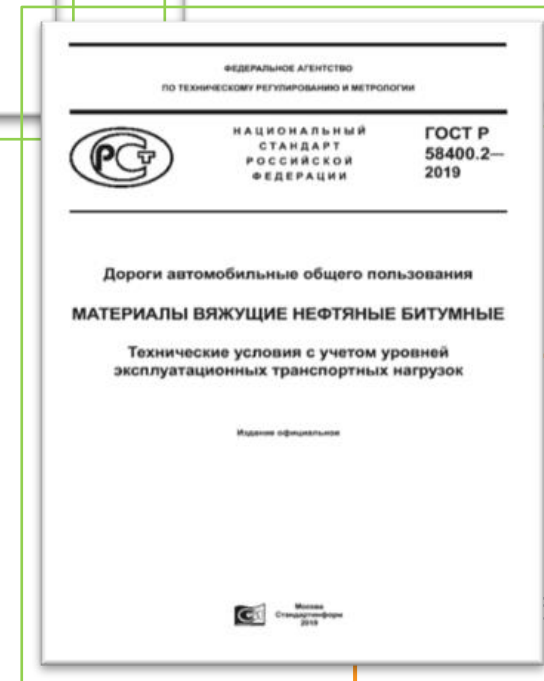 ФЕДЕРАЛЬНОЕ АГЕНТСТВО
ПО ТЕХНИЧЕСКОМУ РЕГУЛИРОВАНИЮ И МЕТРОЛОГИИ
НАЦИОНАЛЬНЫЙ
СТАНДАРТ
РОССИЙСКОЙ
ФЕДЕРАЦИИ
ГОСТ Р
58400.2—
2019
Дороги автомобильные общего пользования
МАТЕРИАЛЫ ВЯЖУЩИЕ НЕФТЯНЫЕ БИТУМНЫЕ
Технические условия с учетом уровней
эксплуатационных транспортных нагрузок
Издание официальное
Москва
Стандартинформ
2019